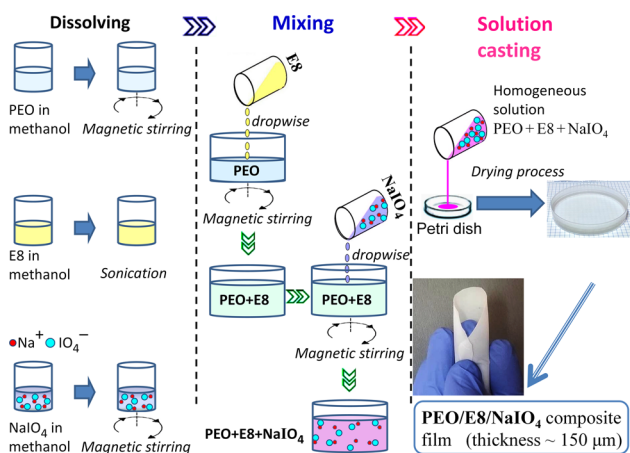 Dissolving
Mixing
Solution
casting
PEO in
methanol
Magnetic stirring
E8 in
methanol
Sonication
Na+ IO4−
NaIO4 in
methanol
Magnetic stirring
E8
dropwise
PEO
Magnetic stirring
NaIO4
dropwise
PEO+E8
PEO+E8
Magnetic stirring
PEO+E8+NaIO4
Homogeneous
solution
PEO+E8+NaIO4
Drying process
Petri dish
PEO/E8/NaIO4 composite
film (thickness ~ 150 μm)